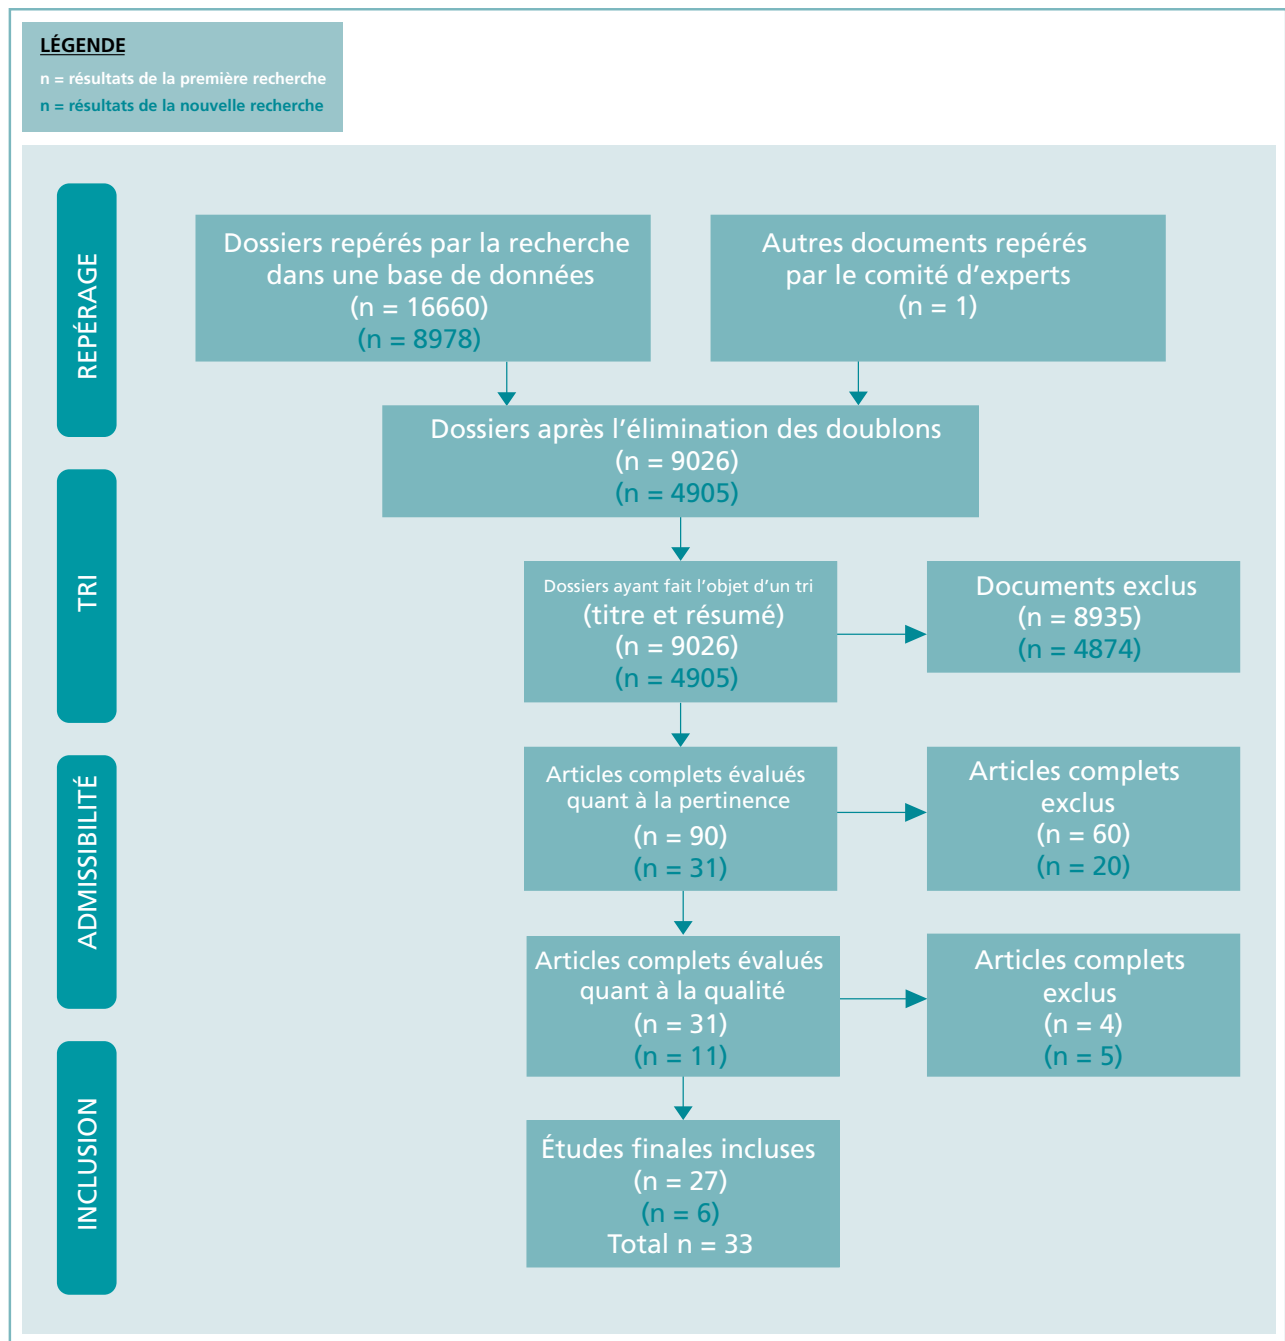 LÉGENDE
n = résultats de la première recherche
n = résultats de la nouvelle recherche
REPÉRAGE
Dossiers repérés par la recherche
dans une base de données
(n = 16660)
(n = 8978)
Autres documents repérés
par le comité d’experts
(n = 1)
Dossiers après l’élimination des doublons
(n = 9026)
(n = 4905)
TRI
Dossiers ayant fait l’objet d’un tri
(titre et résumé)
(n = 9026)
(n = 4905)
Documents exclus
(n = 8935)
(n = 4874)
ADMISSIBILITÉ
Articles complets évalués
quant à la pertinence
(n = 90)
(n = 31)
Articles complets
exclus
(n = 60)
(n = 20)
Articles complets évalués
quant à la qualité
(n = 31)
(n = 11)
Articles complets
exclus
(n = 4)
(n = 5)
INCLUSION
Études finales incluses
(n = 27)
(n = 6)
Total n = 33